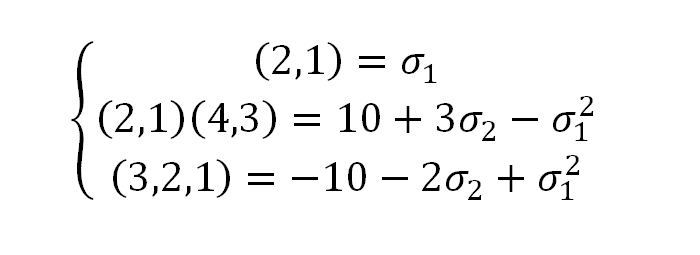 (2,1) = σ₁
(2,1)(4,3) = 10 + 3σ₂ − σ₁²
(3,2,1) = −10 − 2σ₂ + σ₁²